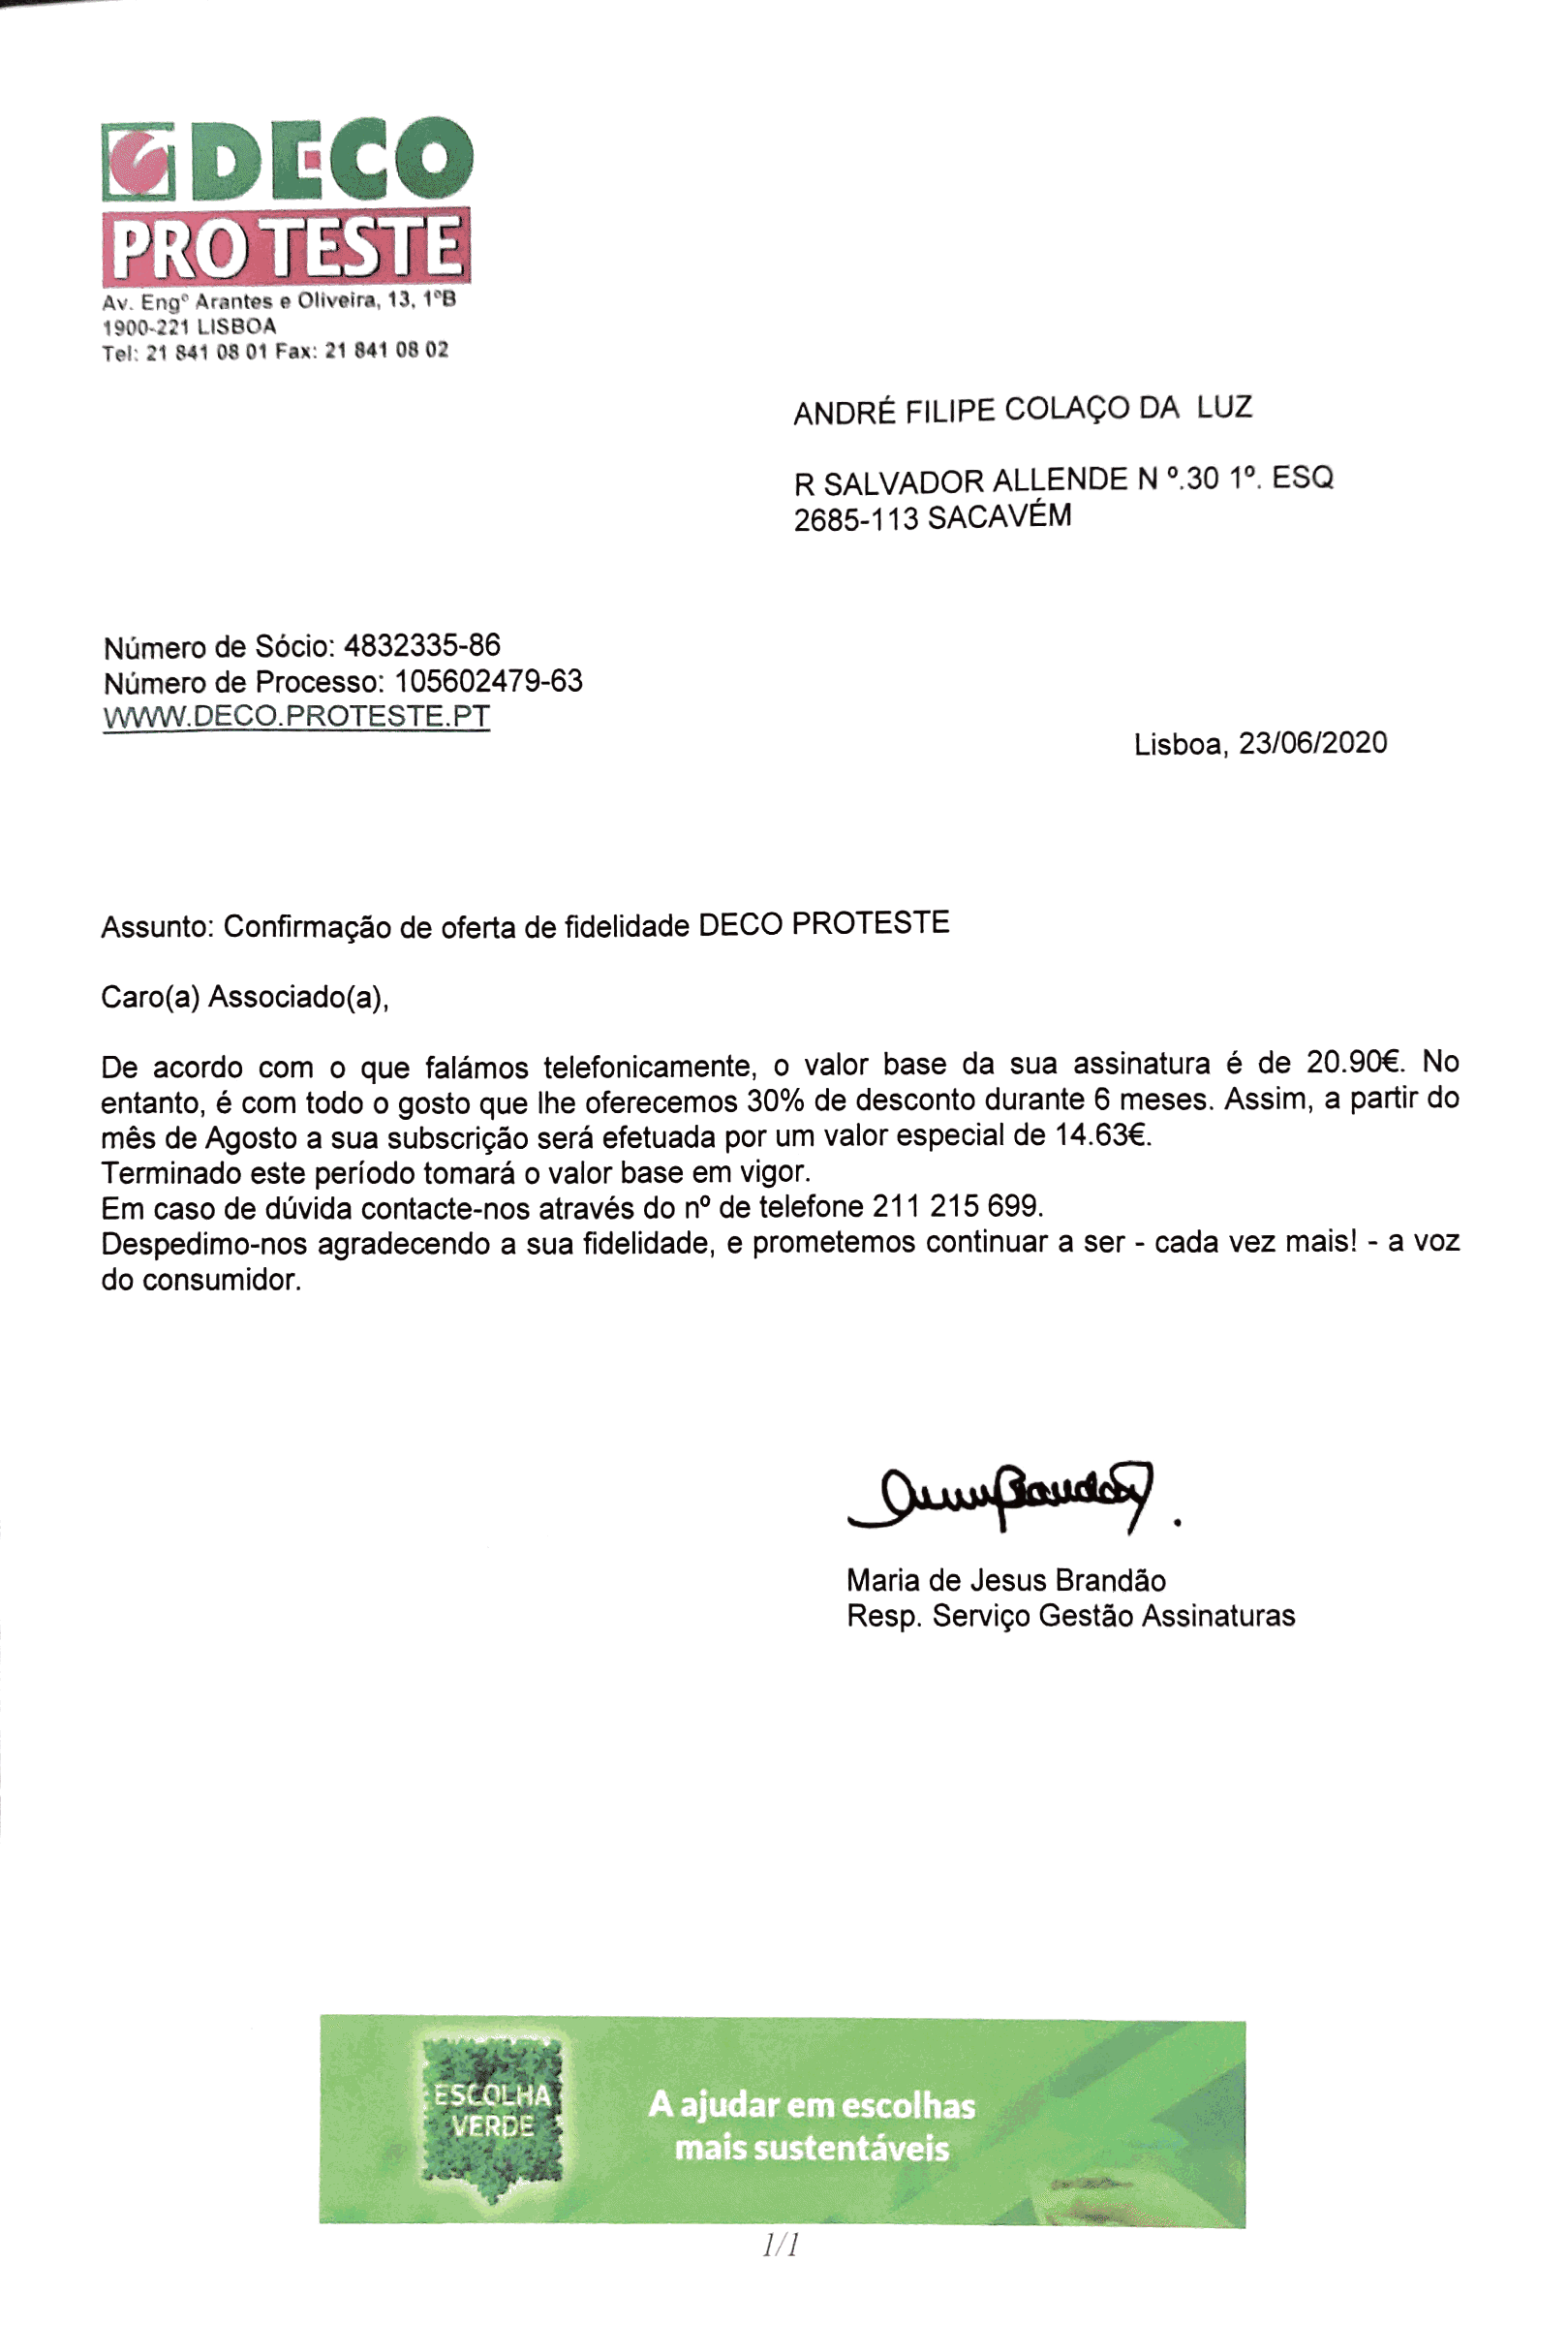 DECO
PROTESTE
Av. Engº Arantes e Oliveira, 13, 1ºB
1900-221 LISBOA
Tel: 21 841 08 01 Fax: 21 841 08 02
ANDRÉ FILIPE COLAÇO DA LUZ
R SALVADOR ALLENDE N º.30 1º. ESQ
2685-113 SACAVÉM
Número de Sócio: 4832335-86
Número de Processo: 105602479-63
WWW.DECO.PROTESTE.PT
Lisboa, 23/06/2020
Assunto: Confirmação de oferta de fidelidade DECO PROTESTE
Caro(a) Associado(a),
De acordo com o que falámos telefonicamente, o valor base da sua assinatura é de 20.90€. No
entanto, é com todo o gosto que lhe oferecemos 30% de desconto durante 6 meses. Assim, a partir do
mês de Agosto a sua subscrição será efetuada por um valor especial de 14.63€.
Terminado este período tomará o valor base em vigor.
Em caso de dúvida contacte-nos através do nº de telefone 211 215 699.
Despedimo-nos agradecendo a sua fidelidade, e prometemos continuar a ser - cada vez mais! - a voz
do consumidor.
Maria de Jesus Brandão
Resp. Serviço Gestão Assinaturas
ESCOLHA
VERDE
A ajudar em escolhas
mais sustentáveis
1/1